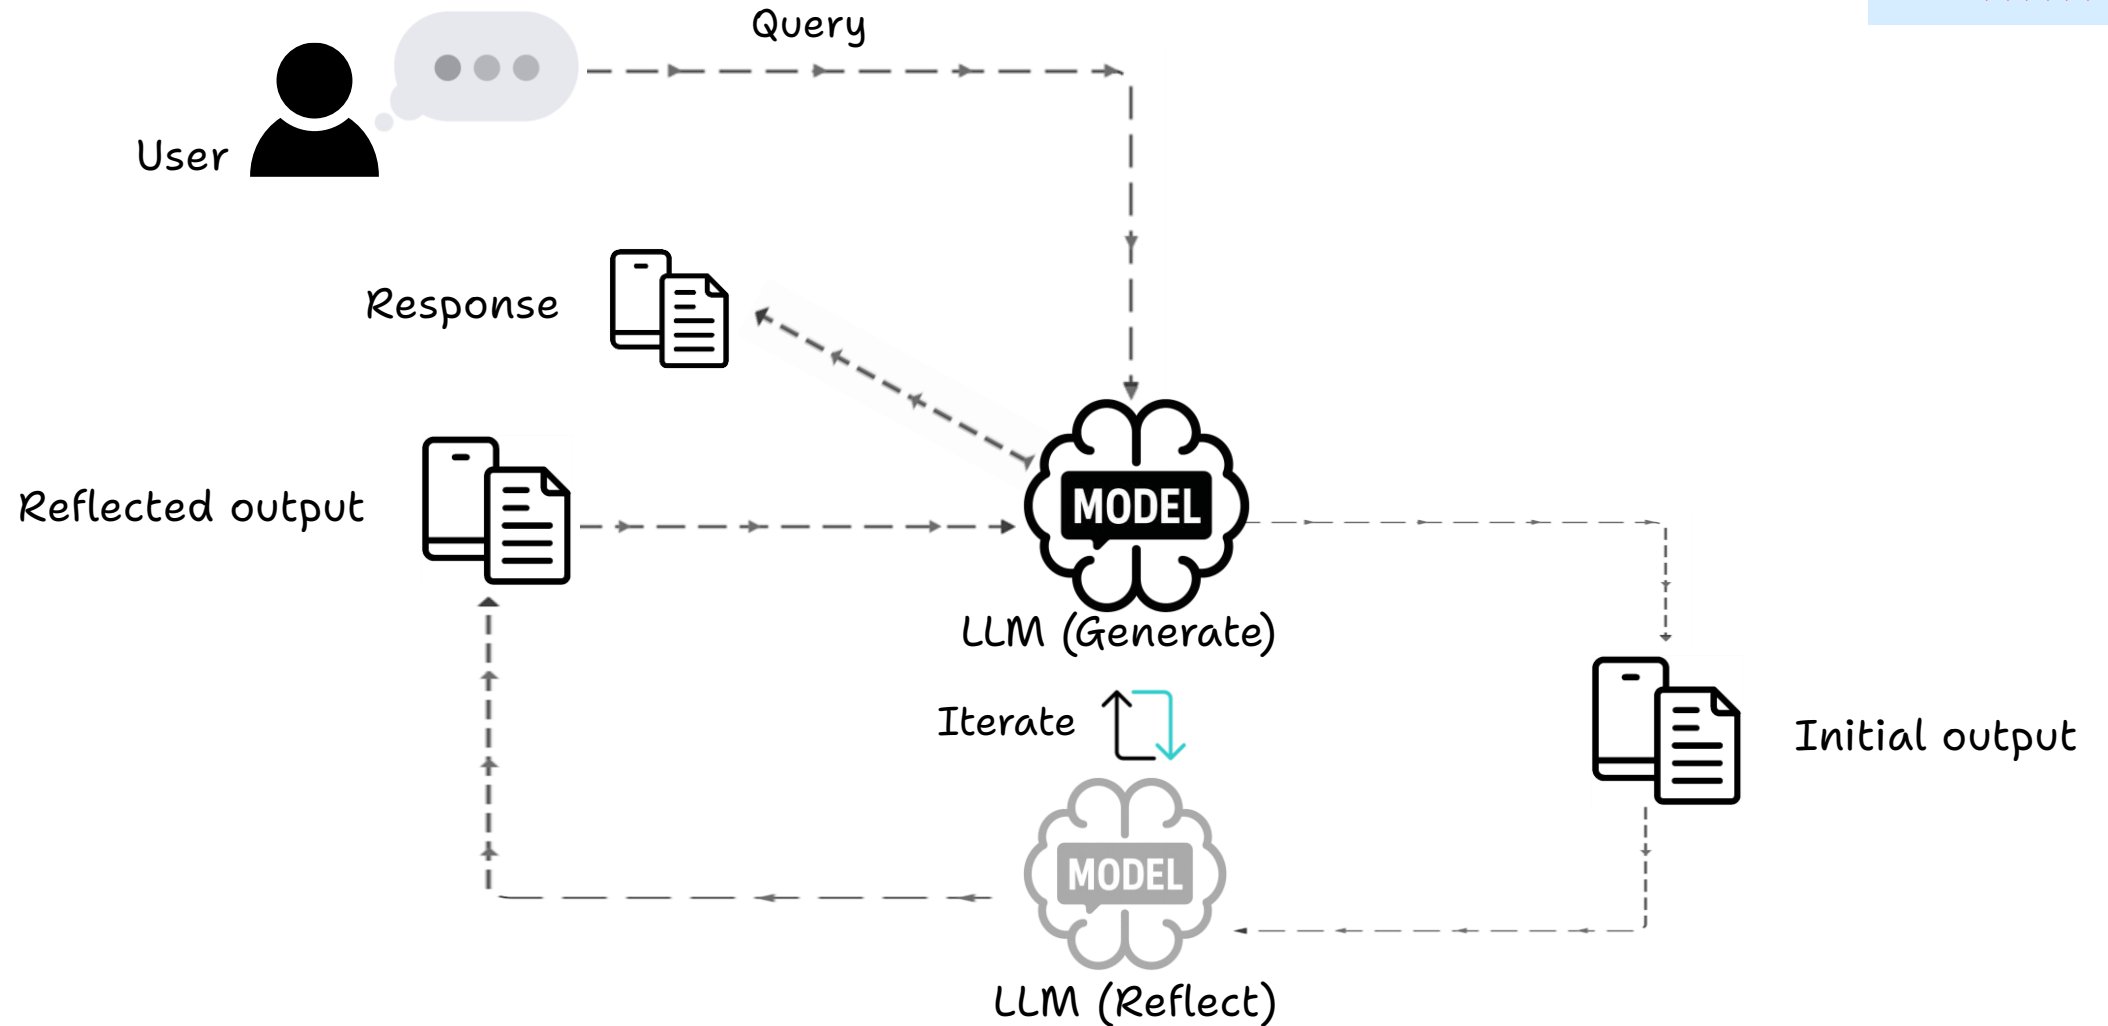 Query
User
Response
Reflected output
MODEL
LLM (Generate)
Iterate
Initial output
MODEL
LLM (Reflect)